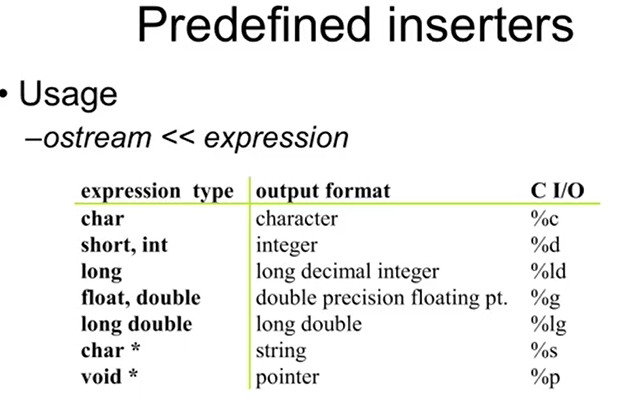 Predefined inserters
• Usage
–ostream << expression
expression type output format C I/O
char character %c
short, int integer %d
long long decimal integer %ld
float, double double precision floating pt. %g
long double long double %lg
char * string %s
void * pointer %p